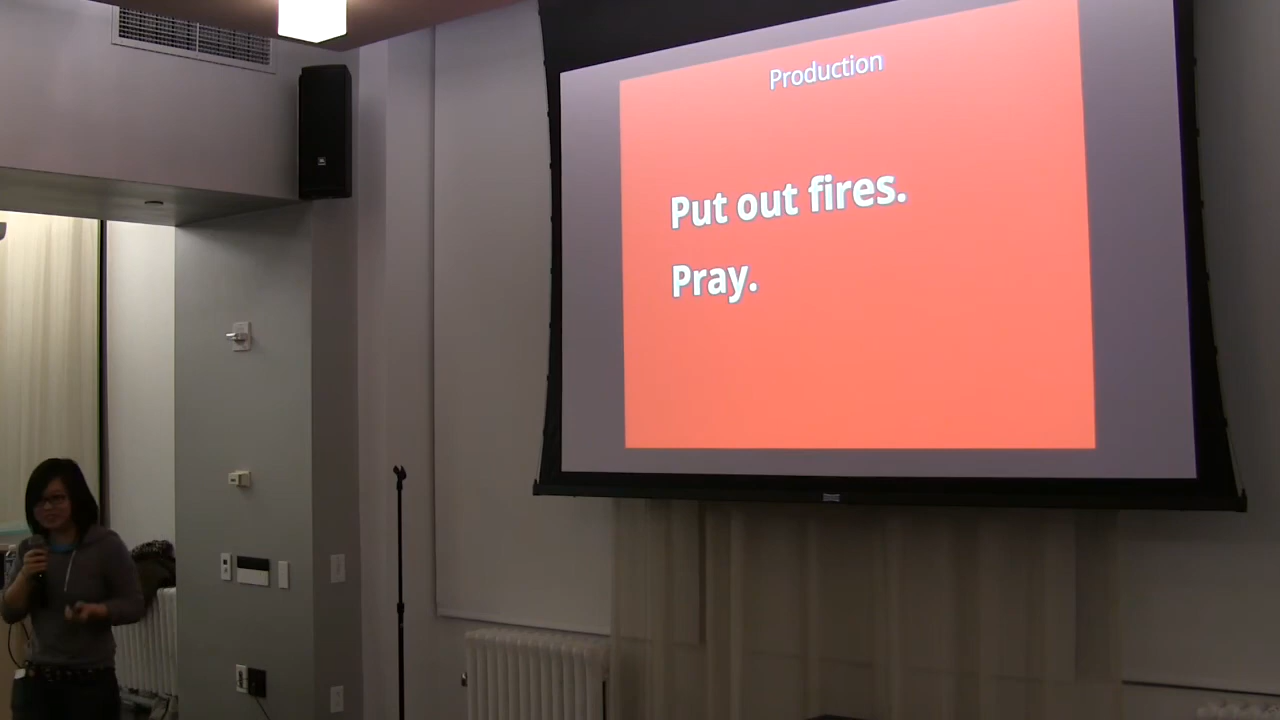 Production
Put out fires.
Pray.